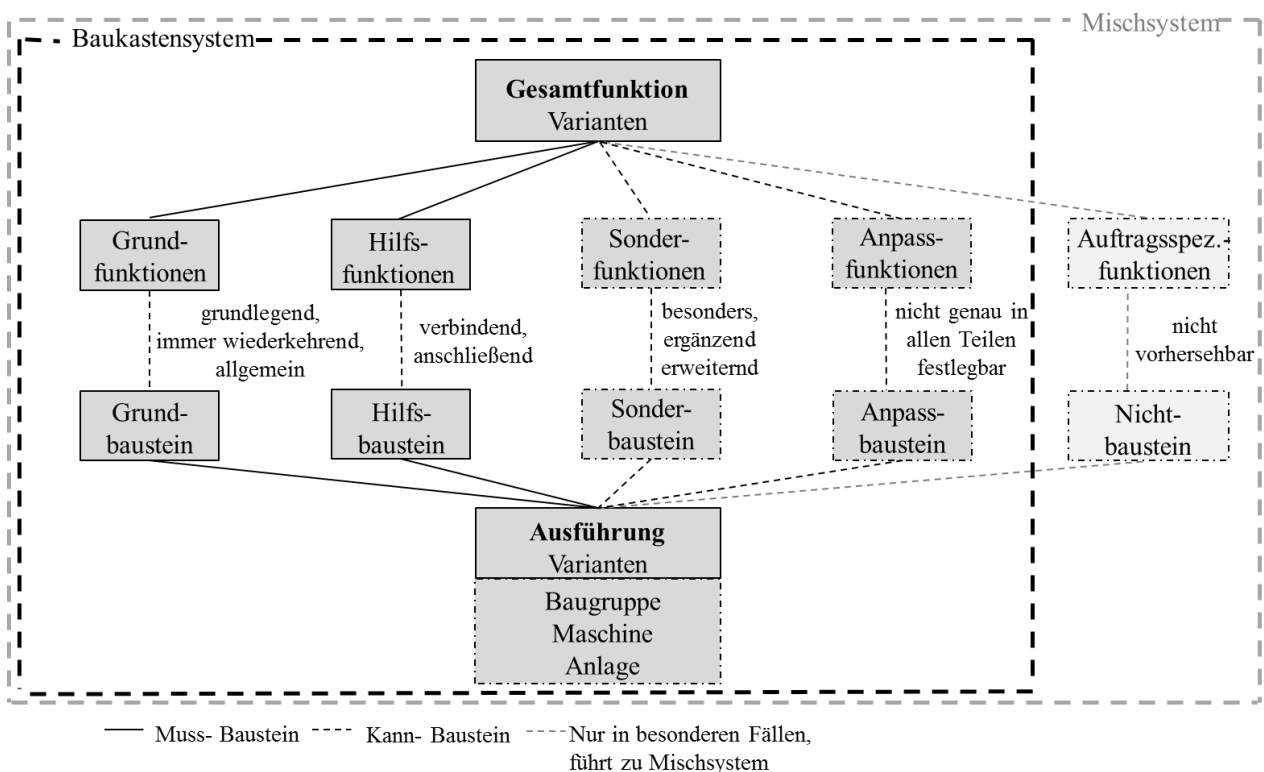 Mischsystem
Baukastensystem
Gesamtfunktion
Varianten
Grund-
funktionen
Hilfs-
funktionen
Sonder-
funktionen
Anpass-
funktionen
Auftragsspez.-
funktionen
grundlegend,
immer wiederkehrend,
allgemein
verbindend,
anschließend
besonders,
ergänzend
erweiternd
nicht genau in
allen Teilen
festlegbar
nicht
vorhersehbar
Grund-
baustein
Hilfs-
baustein
Sonder-
baustein
Anpass-
baustein
Nicht-
baustein
Ausführung
Varianten
Baugruppe
Maschine
Anlage
Muss- Baustein
Kann- Baustein
Nur in besonderen Fällen,
führt zu Mischsystem